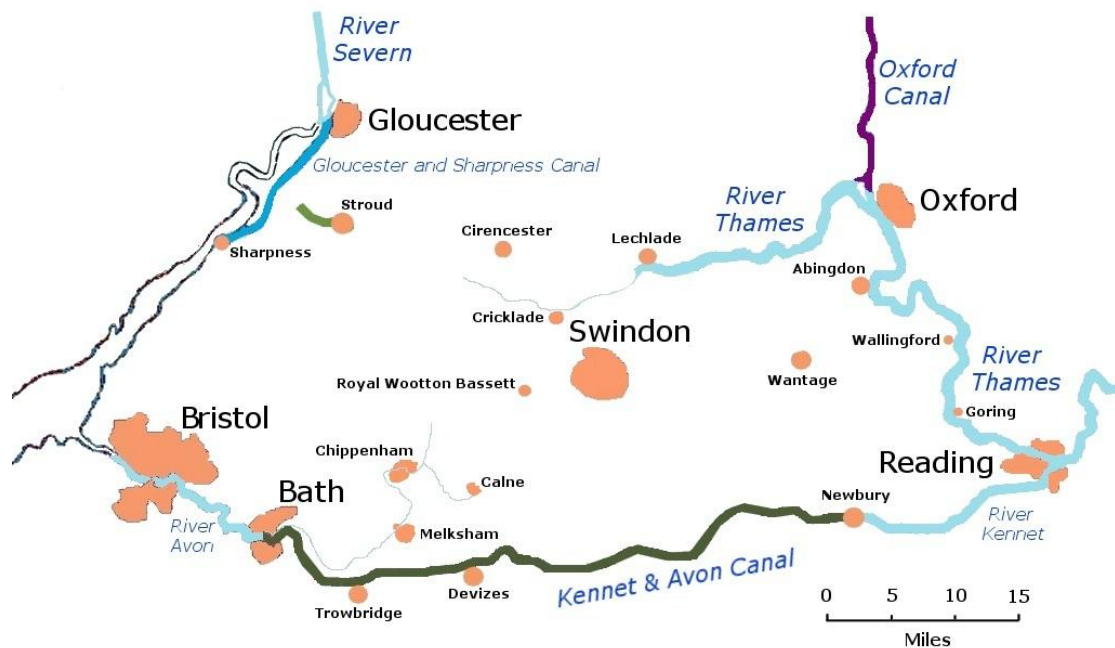 River
Severn
Oxford
Canal
Gloucester
Gloucester and Sharpness Canal
Stroud
River
Thames
Oxford
Cirencester
Lechlade
Sharpness
Abingdon
Cricklade
Swindon
Wallingford
River
Thames
Wantage
Royal Wootton Bassett
Goring
Bristol
Chippenham
Reading
Bath
Calne
Newbury
River
Avon
Melksham
River
Kennet
Kennet & Avon Canal
Devizes
Trowbridge
0 5 10 15
Miles